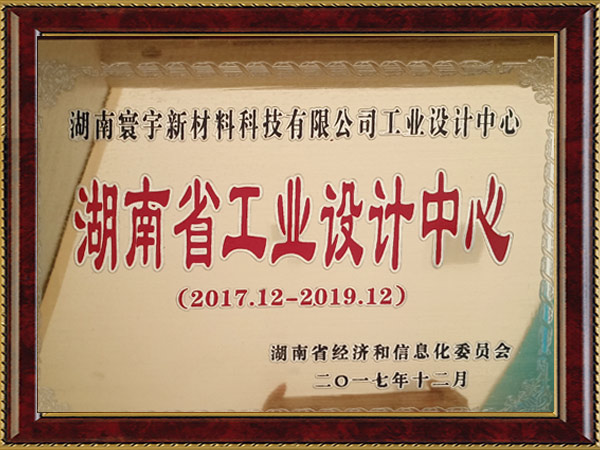 湖南寰宇新材料科技有限公司工业设计中心
湖南省工业设计中心
(2017.12-2019.12)
湖南省经济和信息化委员会
二〇一七年十二月